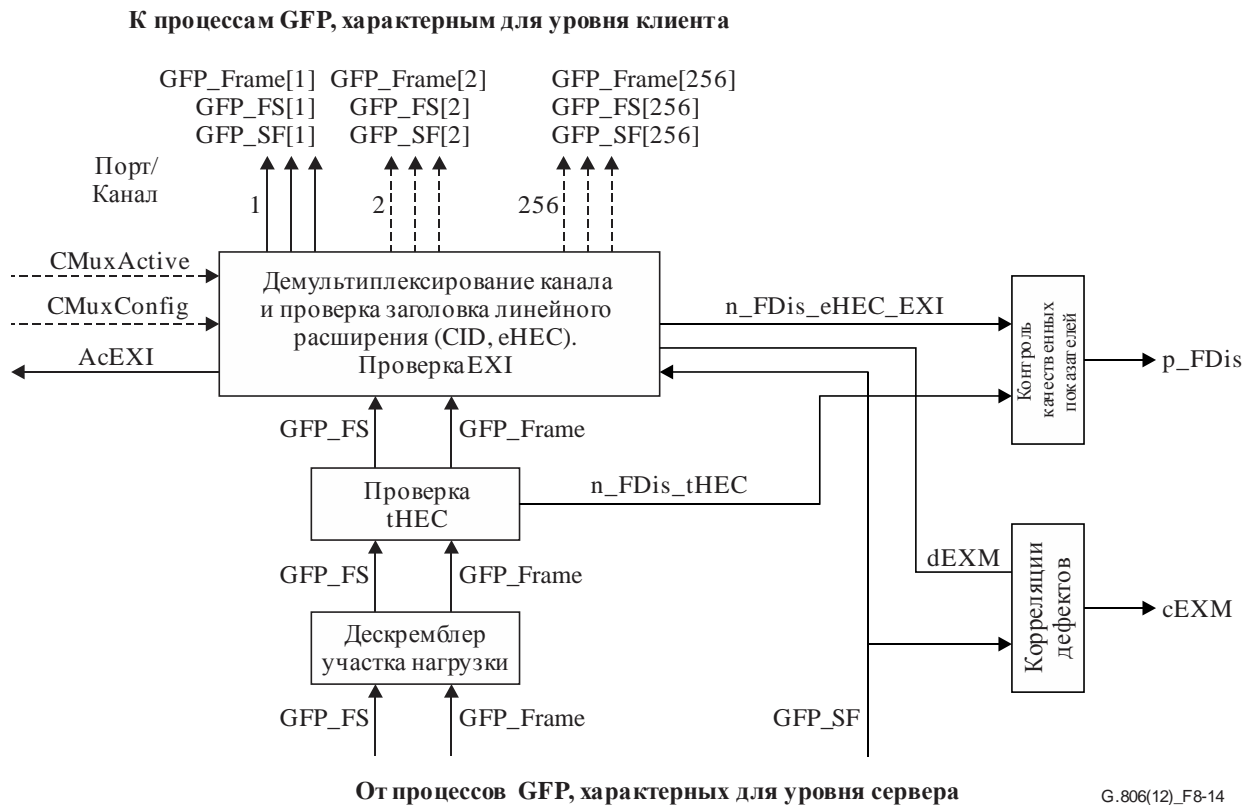 К процессам GFP, характерным для уровня клиента
GFP_Frame[1] GFP_Frame[2] GFP_Frame[256]
GFP_FS[1] GFP_FS[2] GFP_FS[256]
GFP_SF[1] GFP_SF[2] GFP_SF[256]
Порт/
Канал
1 2 256
CMuxActive
CMuxConfig
AcEXI
Демультиплексирование канала
и проверка заголовка линейного
расширения (CID, eHEC).
Проверка EXI
n_FDis_eHEC_EXI
Контроль
качественных
показателей
p_FDis
GFP_FS GFP_Frame
Проверка
tHEC
n_FDis_tHEC
GFP_FS GFP_Frame
dEXM
Корреляции
дефектов
cEXM
Дескремблер
участка нагрузки
GFP_FS GFP_Frame
GFP_SF
От процессов GFP, характерных для уровня сервера
G.806(12)_F8-14